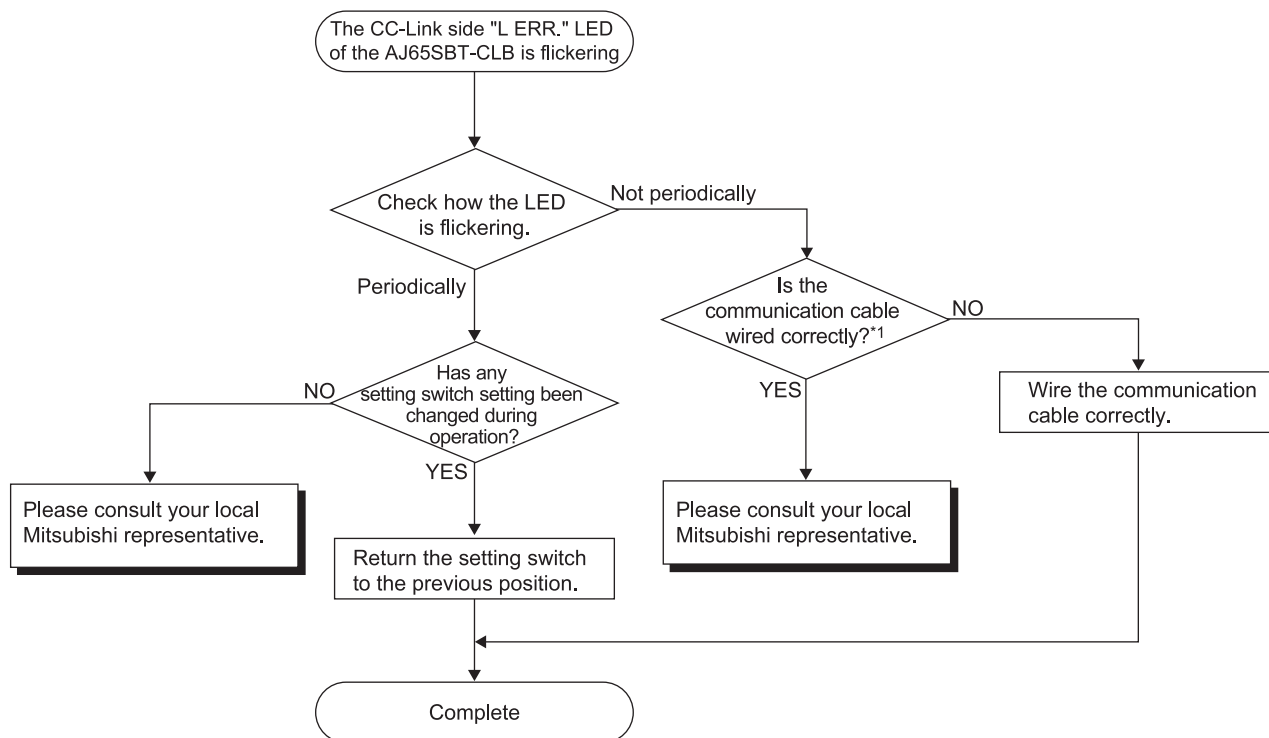 The CC-Link side "L ERR." LED
of the AJ65SBT-CLB is flickering
Check how the LED
is flickering.
Not periodically
Periodically
Is the
communication cable
wired correctly?*1
NO
YES
Wire the communication
cable correctly.
Has any
setting switch setting been
changed during
operation?
NO
YES
Please consult your local
Mitsubishi representative.
Return the setting switch
to the previous position.
Please consult your local
Mitsubishi representative.
Complete